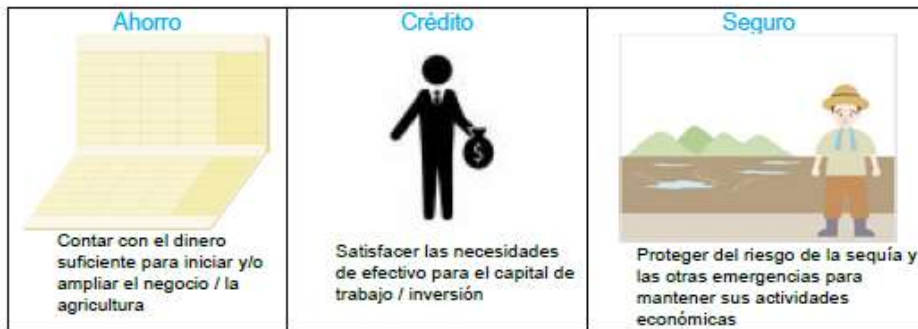 Ahorro
Contar con el dinero
suficiente para iniciar y/o
ampliar el negocio / la
agricultura
Crédito
$
Satisfacer las necesidades
de efectivo para el capital de
trabajo / inversión
Seguro
Proteger del riesgo de la sequía y
las otras emergencias para
mantener sus actividades
económicas